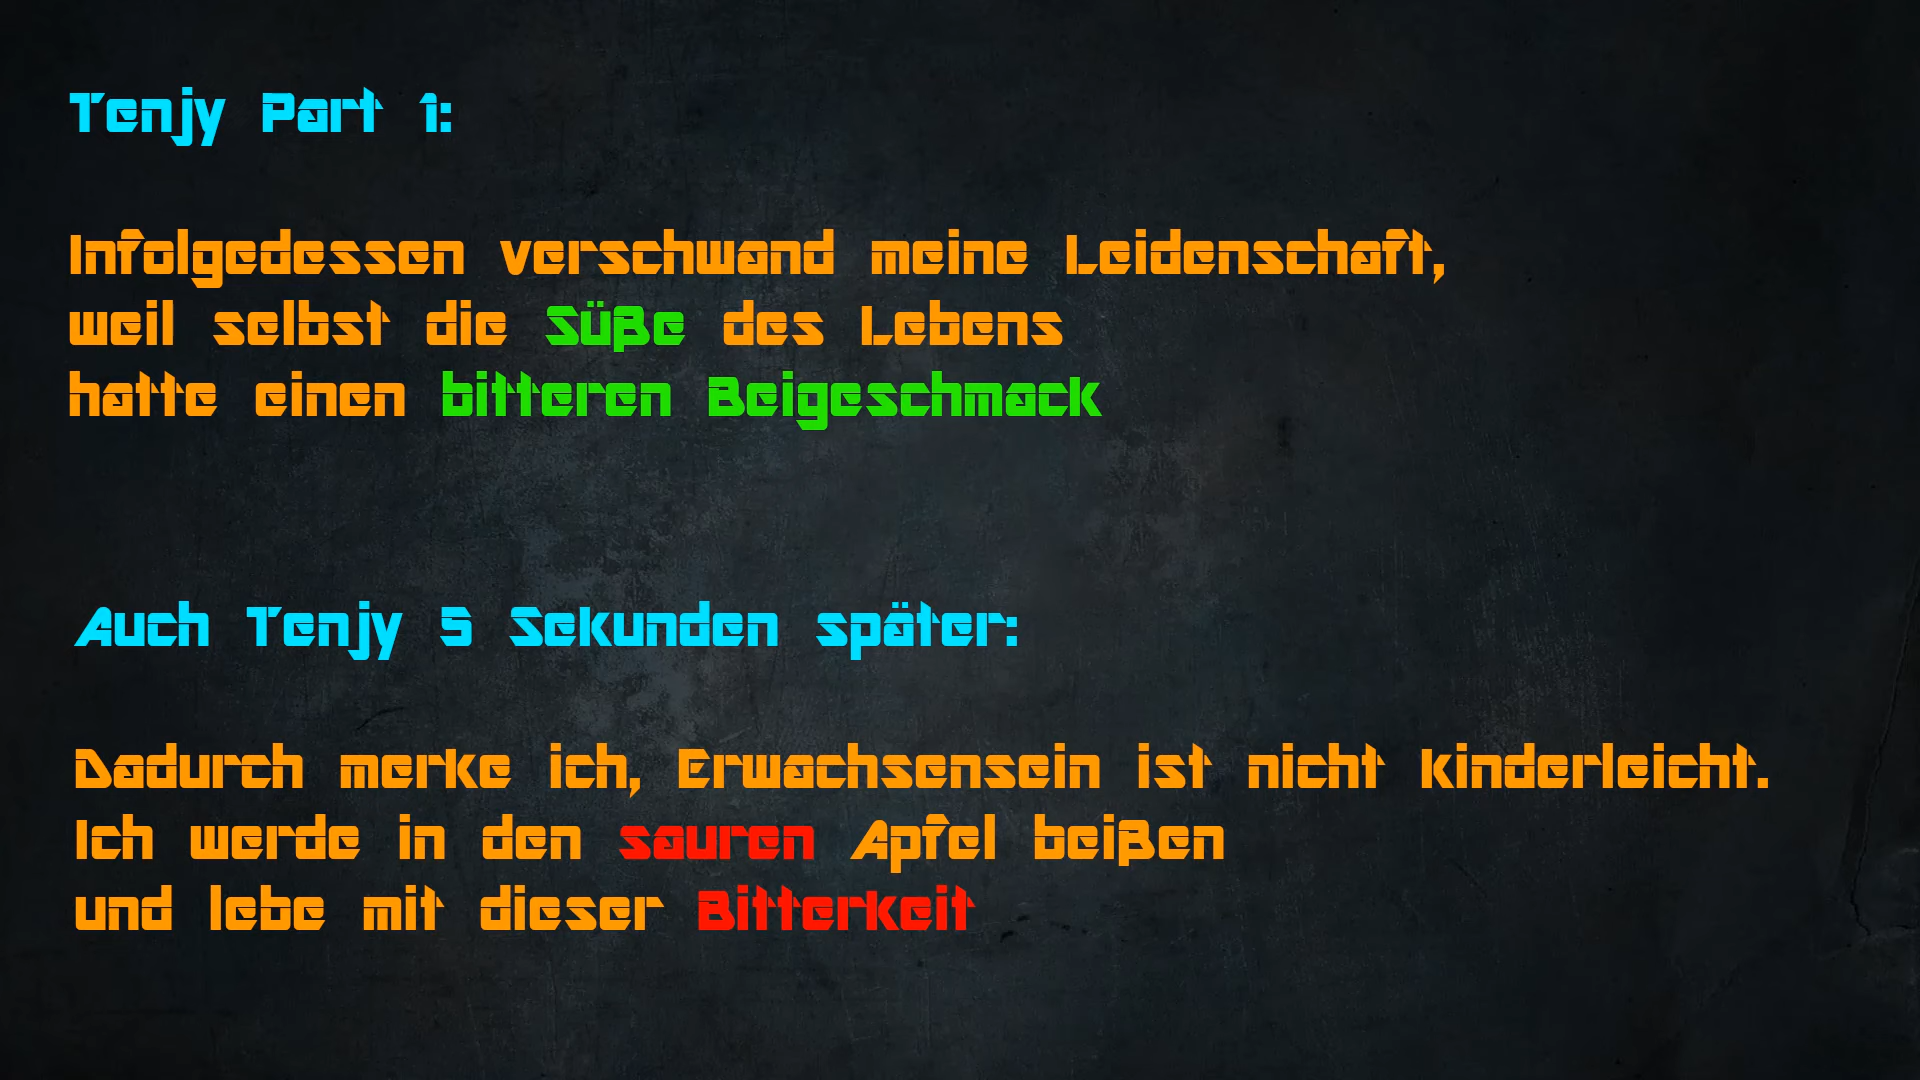 Tenjy Part 1:
Infolgedessen verschwand meine Leidenschaft,
weil selbst die Süße des Lebens
hatte einen bitteren Beigeschmack
Auch Tenjy 5 Sekunden später:
Dadurch merke ich, Erwachsensein ist nicht kinderleicht.
Ich werde in den sauren Apfel beißen
und lebe mit dieser Bitterkeit